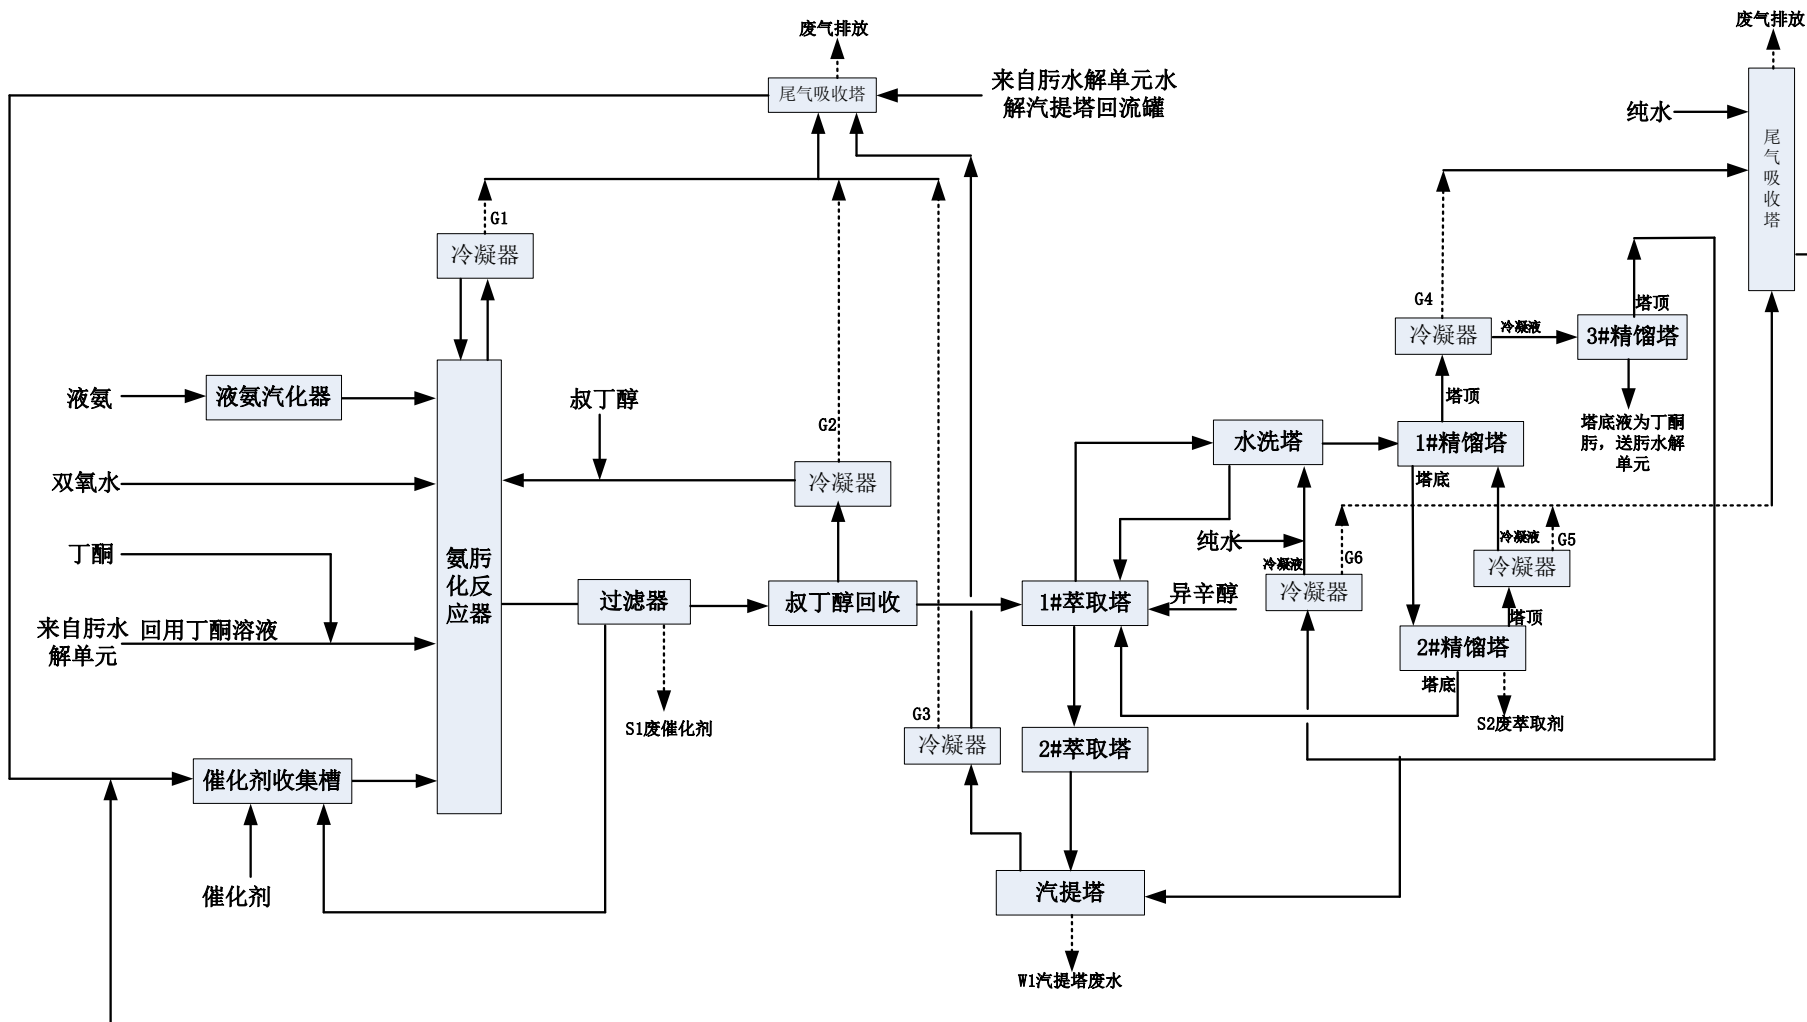 废气排放
废气排放
尾气吸收塔
来自肟水解单元水
解汽提塔回流罐
纯水
尾
气
吸
收
塔
G1
冷凝器
G4
塔顶
冷凝器
冷凝液
3#精馏塔
液氨
液氨汽化器
叔丁醇
G2
塔顶
塔底液为丁酮
肟，送肟水解
单元
水洗塔
1#精馏塔
塔底
双氧水
冷凝器
丁酮
氨肟
化反
应器
纯水
冷凝液
G6
冷凝液
G5
冷凝器
过滤器
叔丁醇回收
1#萃取塔
异辛醇
冷凝器
塔顶
来自肟水
解单元
回用丁酮溶液
2#精馏塔
塔底
S1废催化剂
G3
S2废萃取剂
冷凝器
2#萃取塔
催化剂收集槽
催化剂
汽提塔
W1汽提塔废水